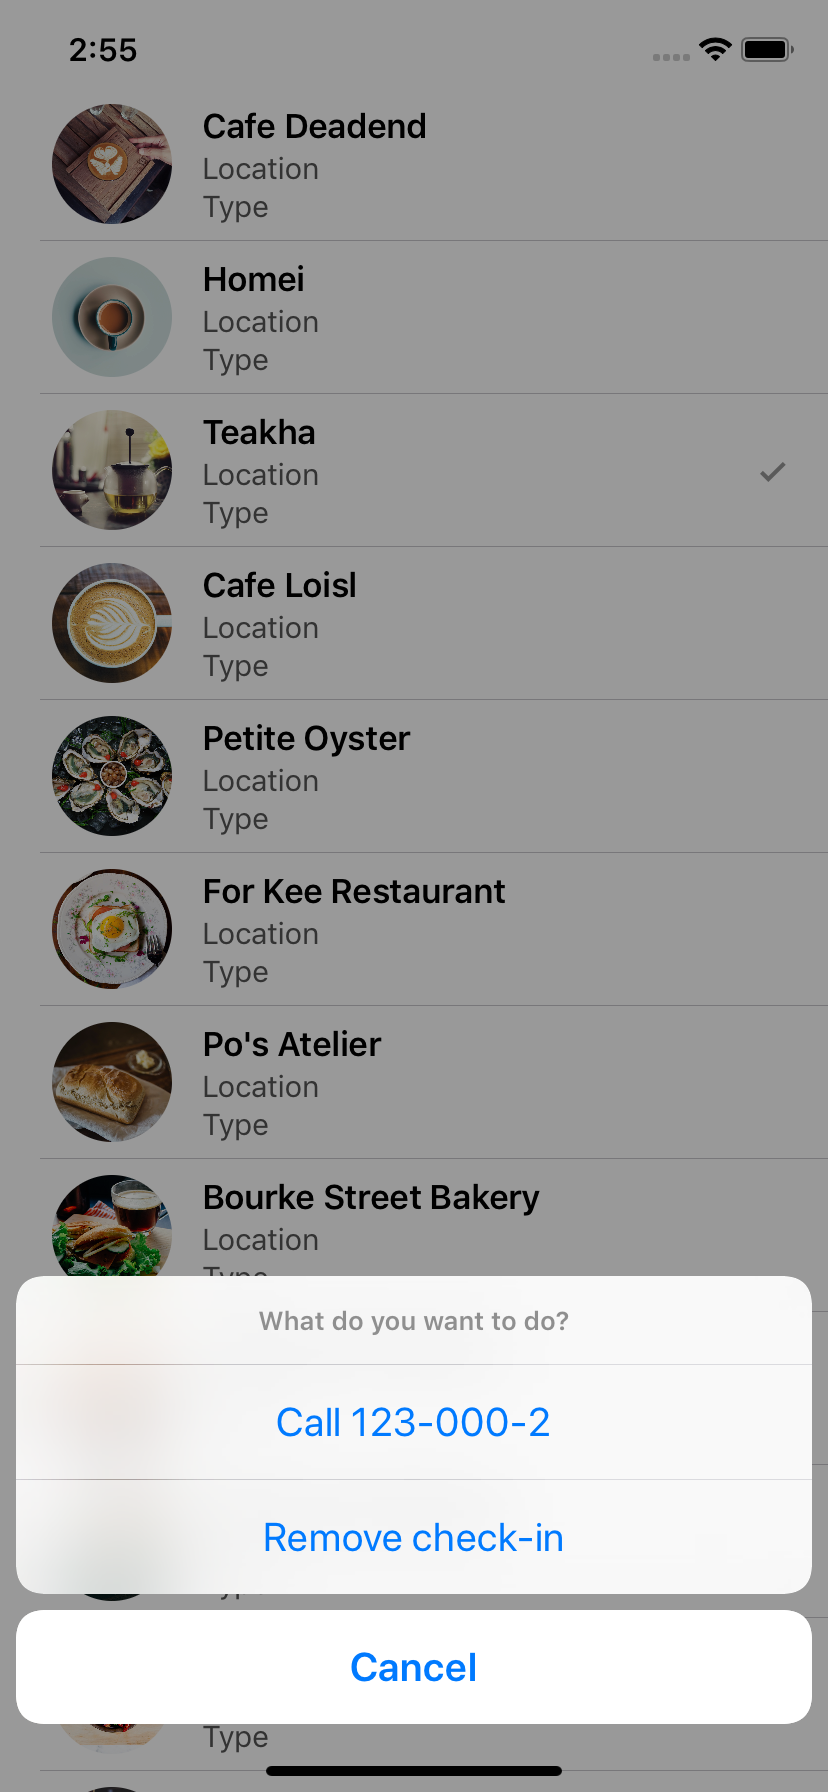 2:55
Cafe Deadend
Location
Type
Homei
Location
Type
Teakha
Location
Type
Cafe Loisl
Location
Type
Petite Oyster
Location
Type
For Kee Restaurant
Location
Type
Po's Atelier
Location
Type
Bourke Street Bakery
Location
Type
What do you want to do?
Call 123-000-2
Remove check-in
Cancel
Type